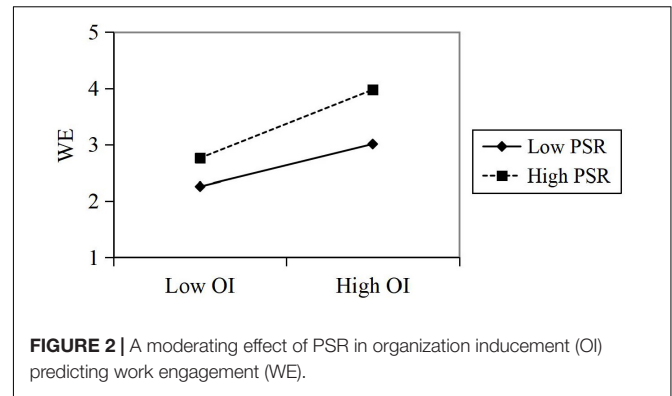 5
4
WE
3
2
1
Low OI
High OI
Low PSR
High PSR
FIGURE 2 | A moderating effect of PSR in organization inducement (OI)
predicting work engagement (WE).